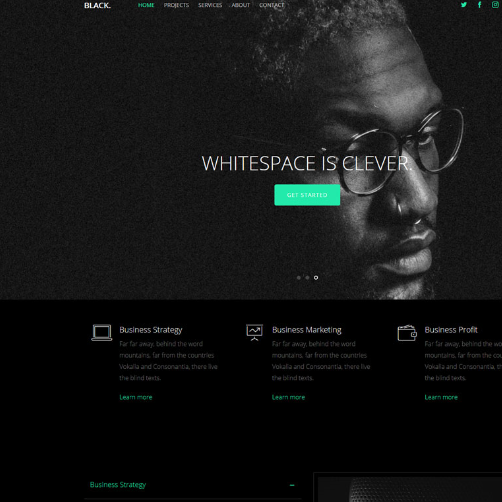 BLACK. HOME PROJECTS SERVICES ABOUT CONTACT
WHITESPACE IS CLEVER.
GET STARTED
Business Strategy
Far far away, behind the word
mountains, far from the countries
Vokalia and Consonantia, there live
the blind texts.
Learn more
Business Marketing
Far far away, behind the word
mountains, far from the countries
Vokalia and Consonantia, there live
the blind texts.
Learn more
Business Profit
Far far away, behind the wo
mountains, far from the cou
Vokalia and Consonantia, th
the blind texts.
Learn more
Business Strategy